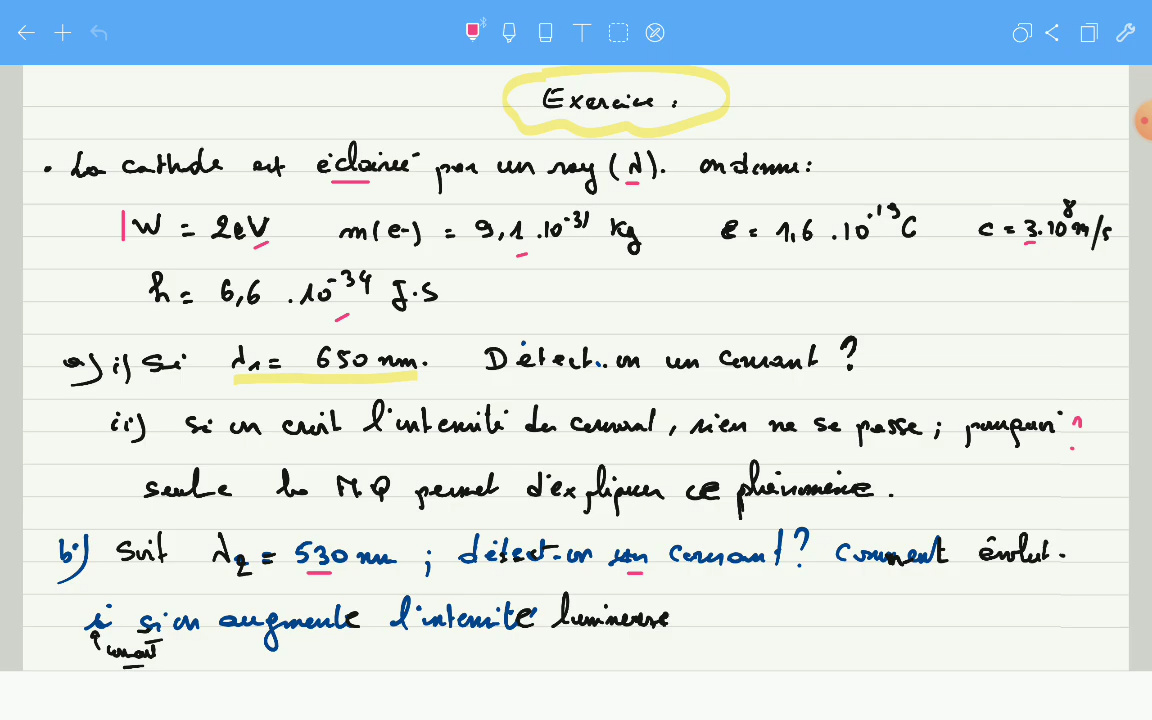 Exercice.
• La cathode est éclairée par un ray (λ). on donne:
W = 2eV m(e-) = 9,1.10⁻³¹ Kg e = 1,6.10⁻¹⁹C c = 3.10⁸m/s
h = 6,6.10⁻³⁴ J.s
a) i) Si λ₁ = 650 nm. Détect-on un courant ?
ii) si on croit l'intensité du courant, rien ne se passe; pourquoi ?
seule la MQ permet d'expliquer ce phénomène.
b) Soit λ₂ = 530 nm ; détect-on un courant ? Comment évolut-
i si on augmente l'intensité lumineuse
courant